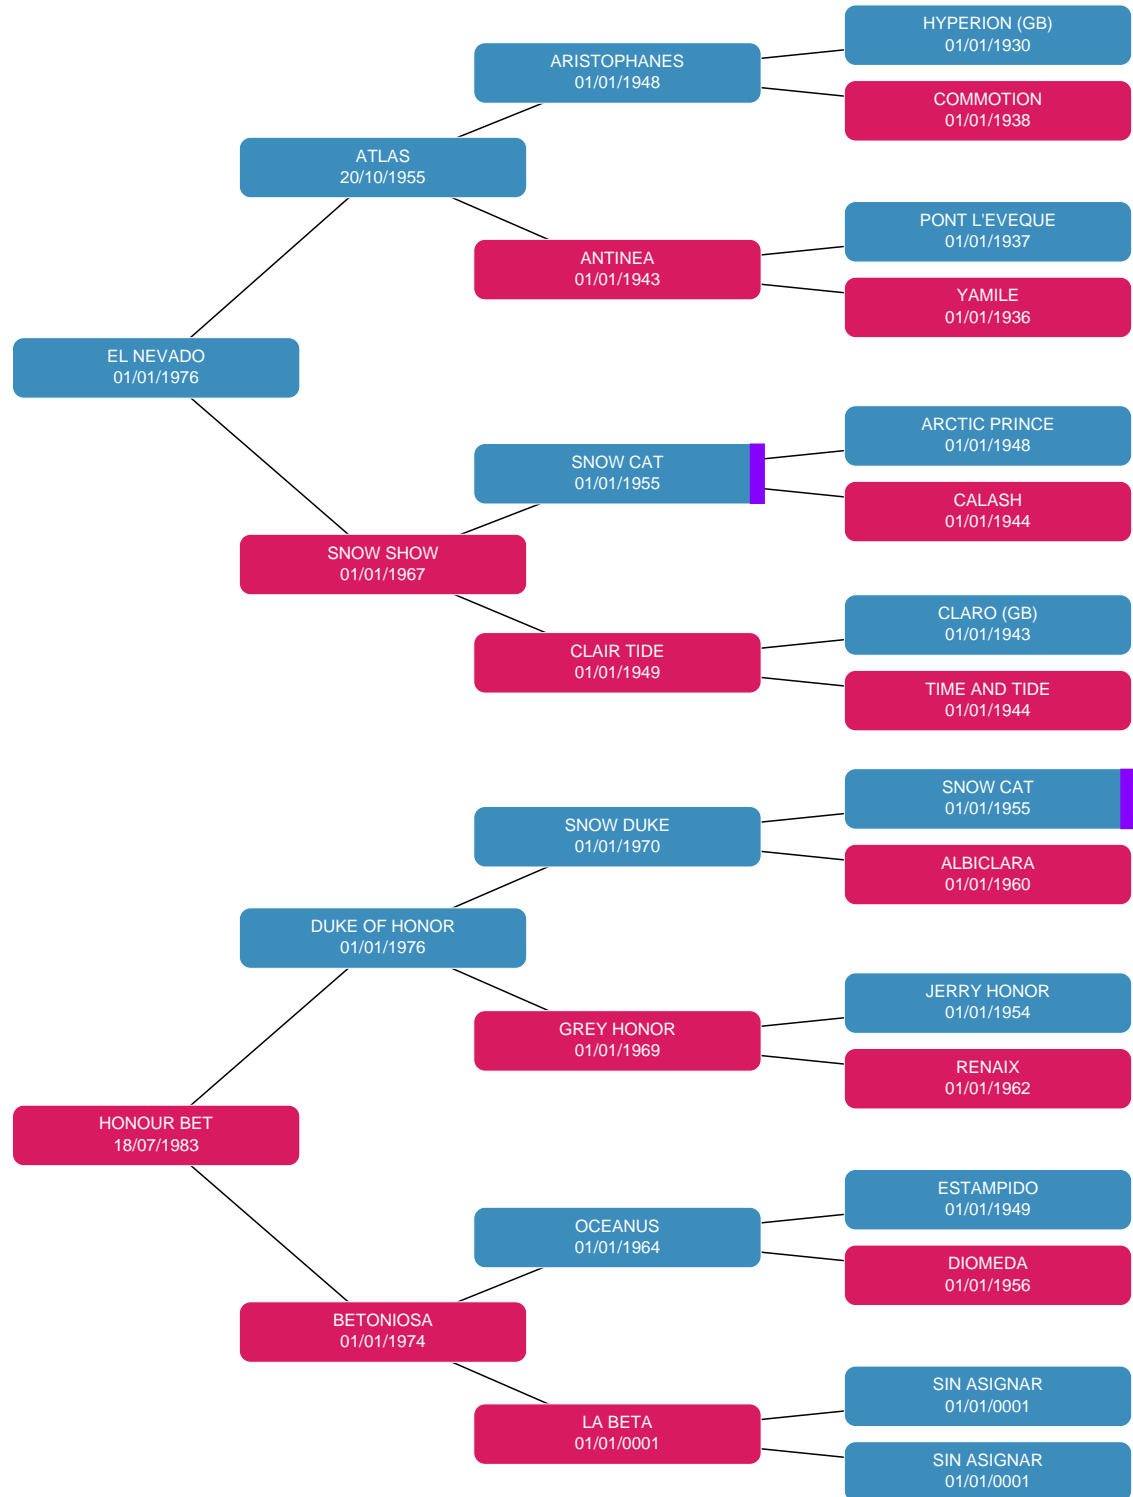 HYPERION (GB)
01/01/1930
ARISTOPHANES
01/01/1948
COMMOTION
01/01/1938
ATLAS
20/10/1955
PONT L'EVEQUE
01/01/1937
ANTINEA
01/01/1943
YAMILE
01/01/1936
EL NEVADO
01/01/1976
ARCTIC PRINCE
01/01/1948
SNOW CAT
01/01/1955
CALASH
01/01/1944
SNOW SHOW
01/01/1967
CLARO (GB)
01/01/1943
CLAIR TIDE
01/01/1949
TIME AND TIDE
01/01/1944
SNOW CAT
01/01/1955
SNOW DUKE
01/01/1970
ALBICLARA
01/01/1960
DUKE OF HONOR
01/01/1976
JERRY HONOR
01/01/1954
GREY HONOR
01/01/1969
RENAIX
01/01/1962
HONOUR BET
18/07/1983
ESTAMPIDO
01/01/1949
OCEANUS
01/01/1964
DIOMEDA
01/01/1956
BETONIOSA
01/01/1974
SIN ASIGNAR
01/01/0001
LA BETA
01/01/0001
SIN ASIGNAR
01/01/0001